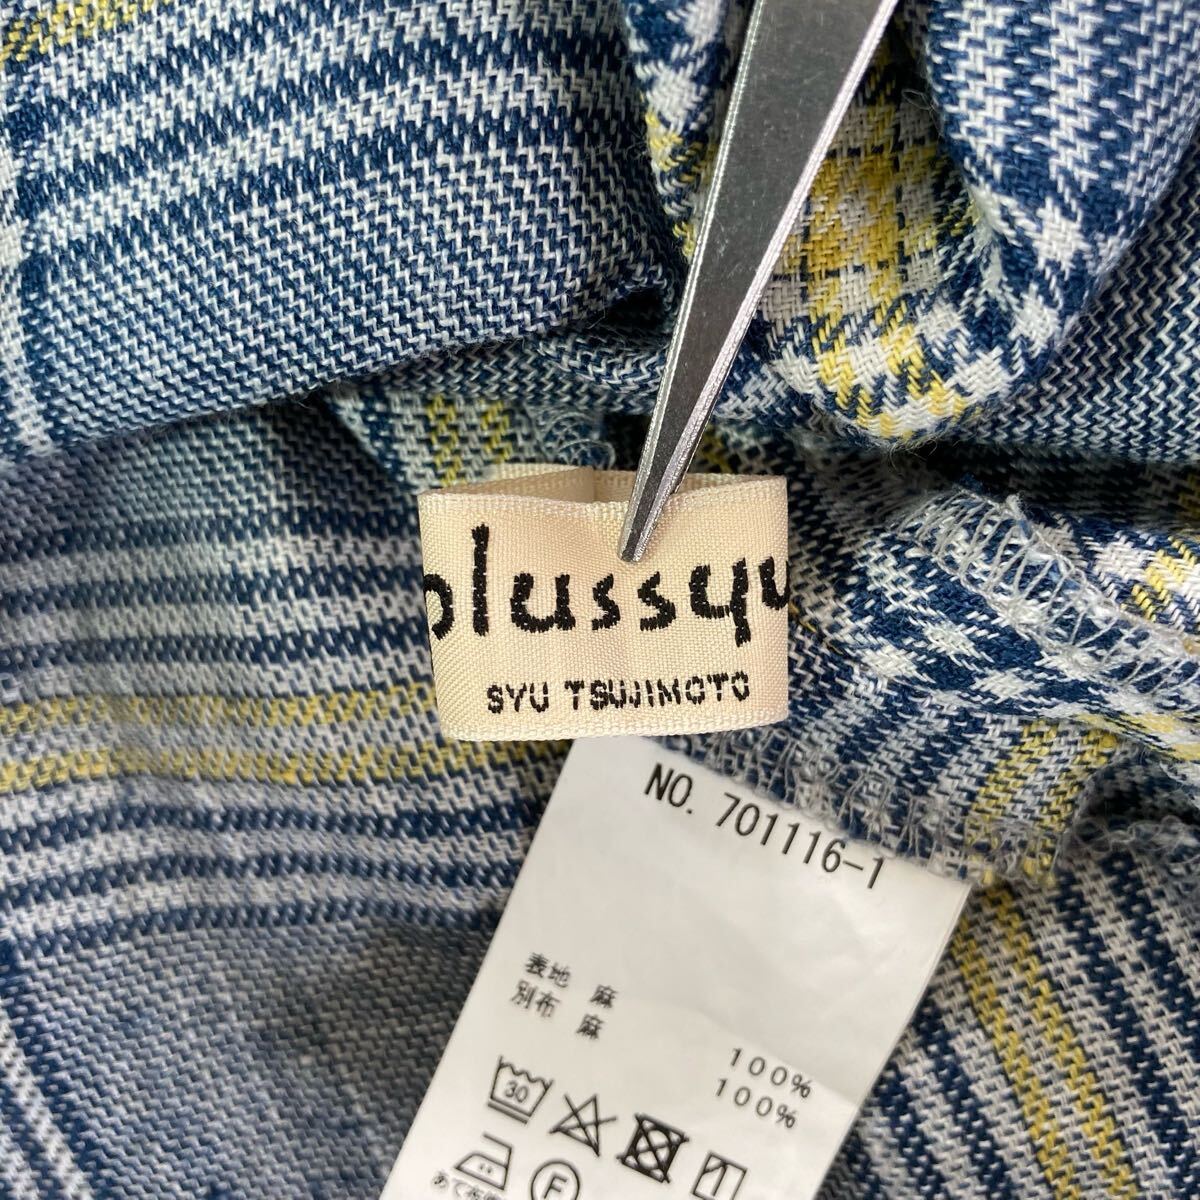 plussyu
SYU TSUJIMOTO
NO. 701116-1
表地 麻 100%
別布 麻 100%
30
F